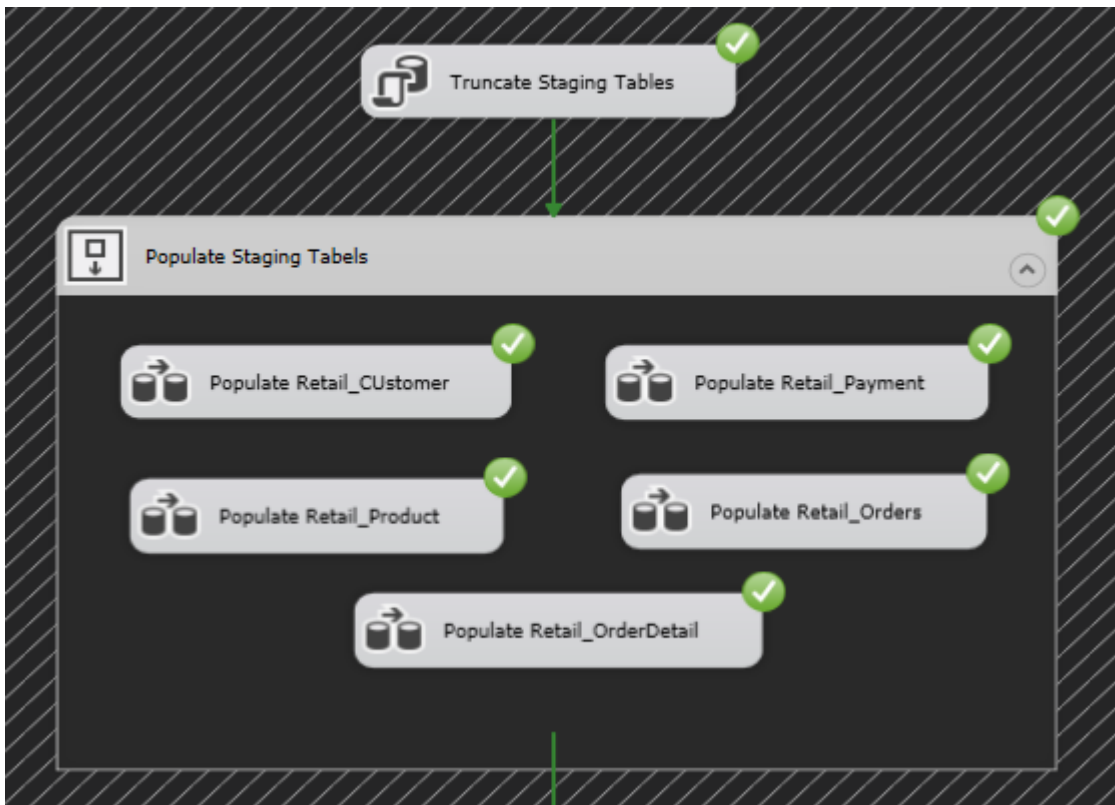 Truncate Staging Tables
Populate Staging Tabels
Populate Retail_CUstomer
Populate Retail_Payment
Populate Retail_Product
Populate Retail_Orders
Populate Retail_OrderDetail